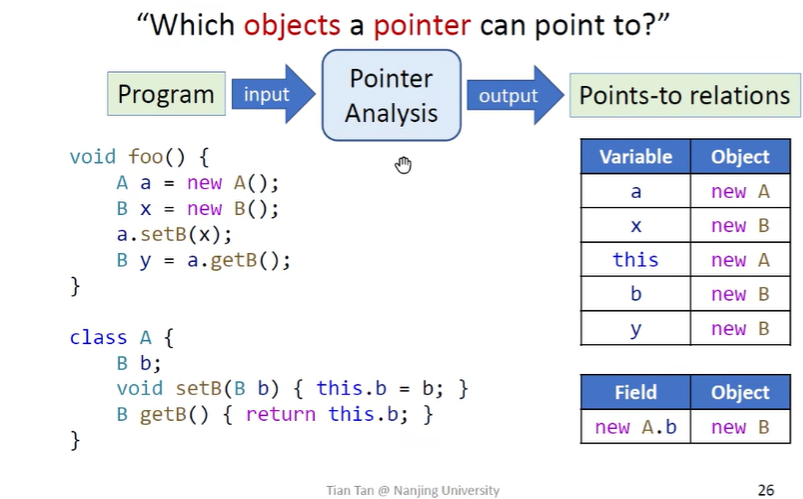 “Which objects a pointer can point to?”
Program
input
Pointer
Analysis
output
Points-to relations
void foo() {
A a = new A();
B x = new B();
a.setB(x);
B y = a.getB();
}
class A {
B b;
void setB(B b) { this.b = b; }
B getB() { return this.b; }
}
Variable Object
a new A
x new B
this new A
b new B
y new B
Field Object
new A.b new B
Tian Tan @ Nanjing University
26